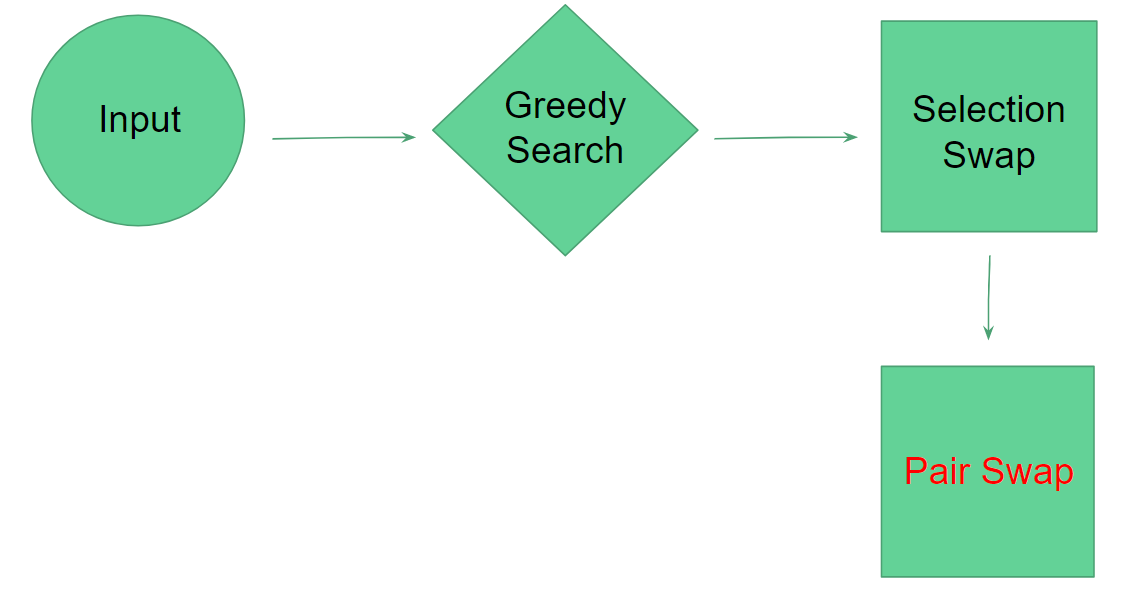 Input
Greedy
Search
Selection
Swap
Pair Swap